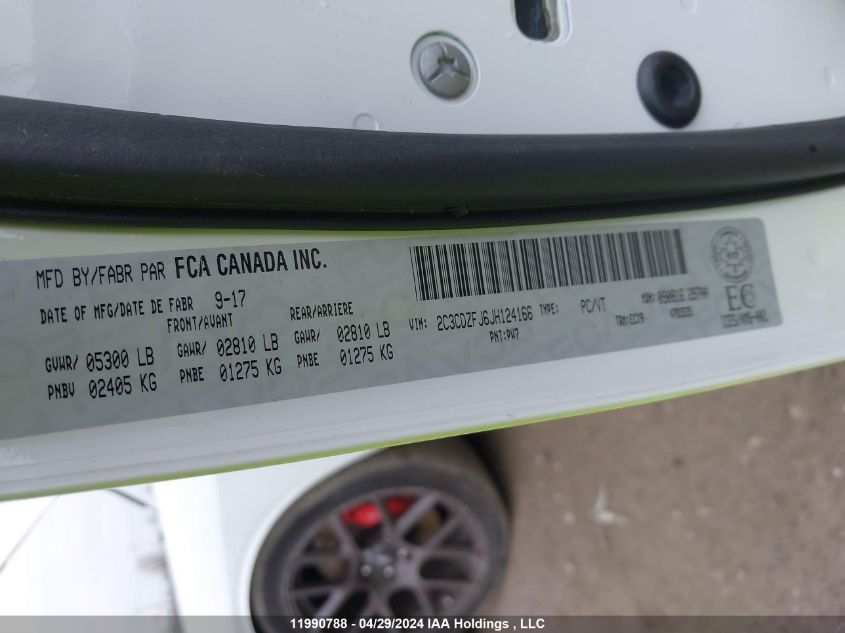 MFD BY/FABR PAR FCA CANADA INC.
DATE OF MFG/DATE DE FABR 9-17
FRONT/AVANT REAR/ARRIERE
GVWR/ 05300 LB GAWR/ 02810 LB GAWR/ 02810 LB
PNBV 02405 KG PNBE 01275 KG PNBE 01275 KG
VIN: 2C3CDZFJ6JH124166 TYPE: PC/VT
PNT:PW7
TRM:ECX9
EC
11990788 - 04/29/2024 IAA Holdings , LLC